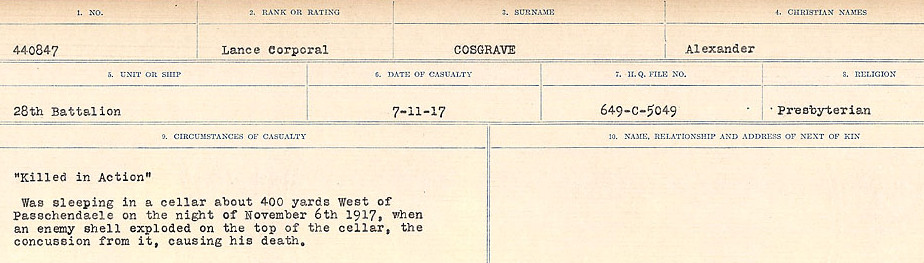 1. NO. 2. RANK OR RATING 3. SURNAME 4. CHRISTIAN NAMES
440847 Lance Corporal COSGRAVE Alexander
5. UNIT OR SHIP 6. DATE OF CASUALTY 7. H.Q. FILE NO. 8. RELIGION
28th Battalion 7-11-17 649-C-5049 Presbyterian
9. CIRCUMSTANCES OF CASUALTY 10. NAME, RELATIONSHIP AND ADDRESS OF NEXT OF KIN
"Killed in Action"
Was sleeping in a cellar about 400 yards West of
Passchendaele on the night of November 6th 1917, when
an enemy shell exploded on the top of the cellar, the
concussion from it, causing his death.